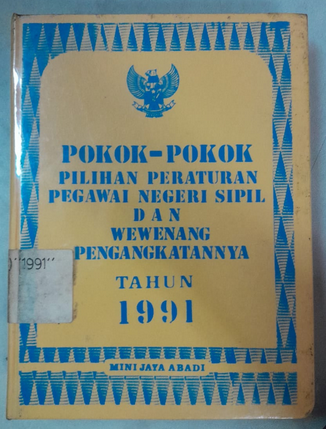 POKOK-POKOK
PILIHAN PERATURAN
PEGAWAI NEGERI SIPIL
DAN
WEWENANG
PENGANGKATANNYA
TAHUN
1991
) "1991"
MINI JAYA ABADI